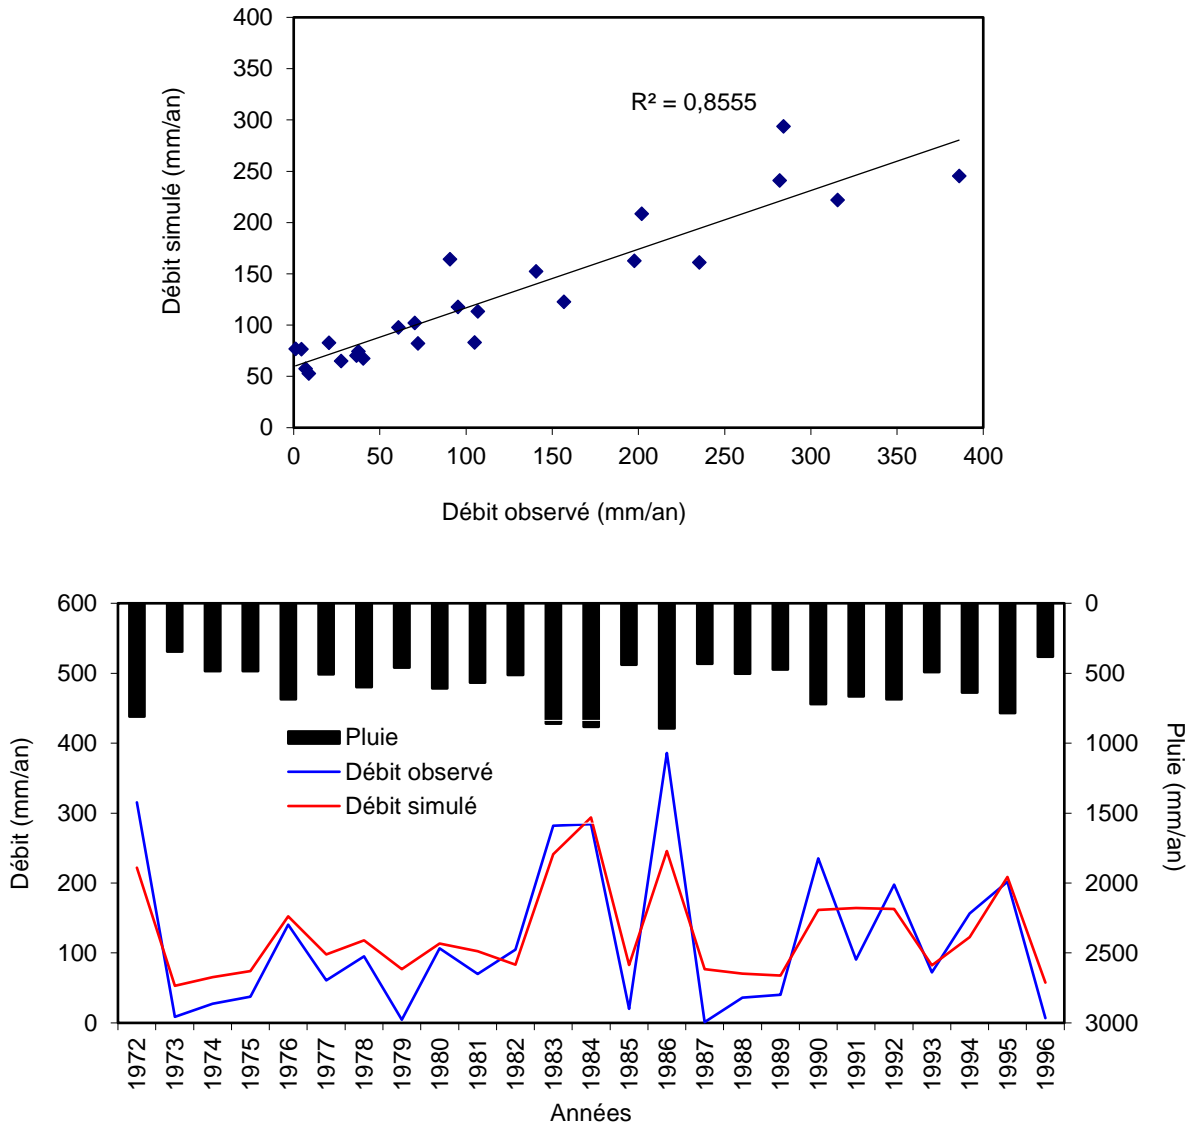 400
350
300
250
200
150
100
50
0
Débit simulé (mm/an)
R² = 0,8555
0 50 100 150 200 250 300 350 400
Débit observé (mm/an)
600
500
400
300
200
100
0
Débit (mm/an)
Pluie
Débit observé
Débit simulé
0
500
1000
1500
2000
2500
3000
Pluie (mm/an)
1972 1973 1974 1975 1976 1977 1978 1979 1980 1981 1982 1983 1984 1985 1986 1987 1988 1989 1990 1991 1992 1993 1994 1995 1996
Années